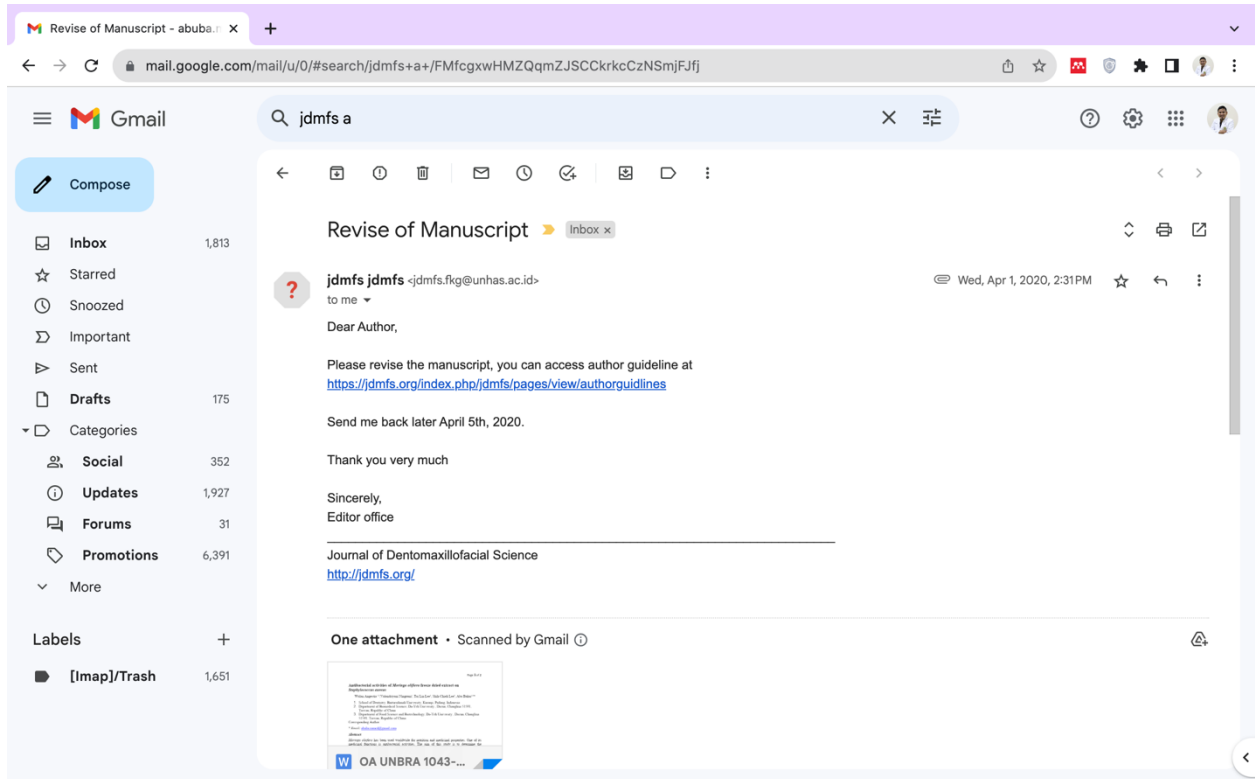 Revise of Manuscript - abuba.n
mail.google.com/mail/u/0/#search/jdmfs+a+/FMfcgxwHMZQqmZJSCCkrkcCzNSmjFJfj
Gmail
jdmfs a
Compose
Inbox 1,813
Starred
Snoozed
Important
Sent
Drafts 175
Categories
Social 352
Updates 1,927
Forums 31
Promotions 6,391
More
Labels
[Imap]/Trash 1,651
Revise of Manuscript Inbox x
jdmfs jdmfs <jdmfs.fkg@unhas.ac.id> Wed, Apr 1, 2020, 2:31 PM
to me
Dear Author,
Please revise the manuscript, you can access author guideline at
https://jdmfs.org/index.php/jdmfs/pages/view/authorguidlines
Send me back later April 5th, 2020.
Thank you very much
Sincerely,
Editor office
Journal of Dentomaxillofacial Science
http://jdmfs.org/
One attachment • Scanned by Gmail
W OA UNBRA 1043-...